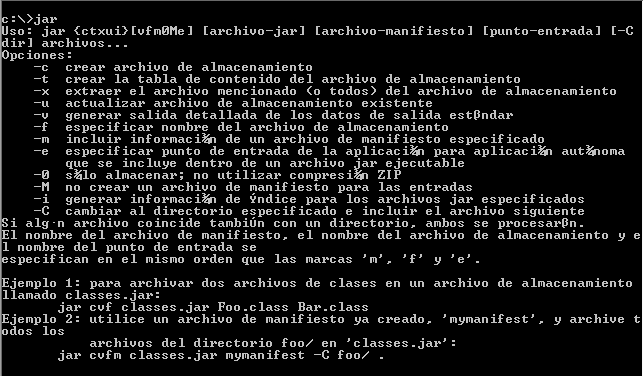 c:\>jar
Uso: jar {ctxui}[vfm0Me] [archivo-jar] [archivo-manifiesto] [punto-entrada] [-C
dir] archivos...
Opciones:
    -c  crear archivo de almacenamiento
    -t  crear la tabla de contenido del archivo de almacenamiento
    -x  extraer el archivo mencionado (o todos) del archivo de almacenamiento
    -u  actualizar archivo de almacenamiento existente
    -v  generar salida detallada de los datos de salida estßndar
    -f  especificar nombre del archivo de almacenamiento
    -m  incluir informaci¾n de un archivo de manifiesto especificado
    -e  especificar punto de entrada de la aplicaci¾n para aplicaci¾n aut¾noma
        que se incluye dentro de un archivo jar ejecutable
    -0  s¾lo almacenar; no utilizar compresi¾n ZIP
    -M  no crear un archivo de manifiesto para las entradas
    -i  generar informaci¾n de Ýndice para los archivos jar especificados
    -C  cambiar al directorio especificado e incluir el archivo siguiente
Si alg·n archivo coincide tambiÚn con un directorio, ambos se procesarßn.
El nombre del archivo de manifiesto, el nombre del archivo de almacenamiento y e
l nombre del punto de entrada se
especifican en el mismo orden que las marcas 'm', 'f' y 'e'.

Ejemplo 1: para archivar dos archivos de clases en un archivo de almacenamiento
llamado classes.jar:
       jar cvf classes.jar Foo.class Bar.class
Ejemplo 2: utilice un archivo de manifiesto ya creado, 'mymanifest', y archive t
odos los
           archivos del directorio foo/ en 'classes.jar':
       jar cvfm classes.jar mymanifest -C foo/ .